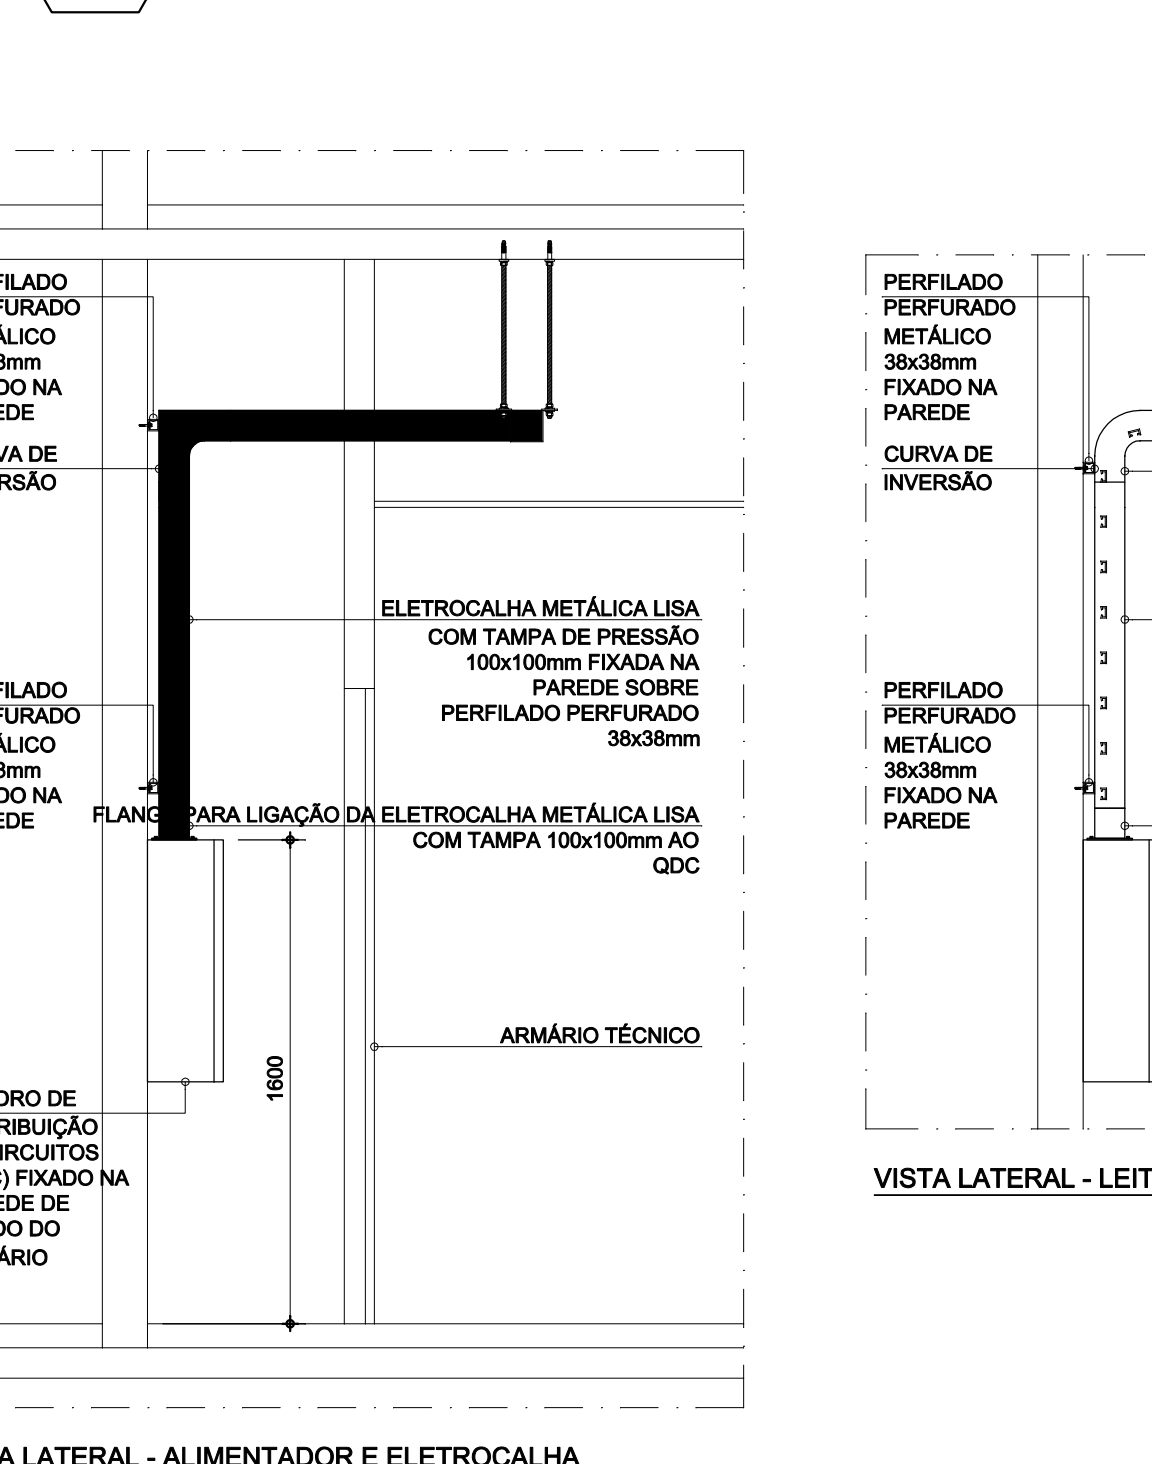 FILADO
FURADO
ÁLICO
8mm
DO NA
EDE
VA DE
RSÃO
ELETROCALHA METÁLICA LISA
COM TAMPA DE PRESSÃO
100x100mm FIXADA NA
PAREDE SOBRE
PERFILADO PERFURADO
38x38mm
FILADO
FURADO
ÁLICO
8mm
DO NA
EDE
FLANGE PARA LIGAÇÃO DA ELETROCALHA METÁLICA LISA
COM TAMPA 100x100mm AO
QDC
ARMÁRIO TÉCNICO
1600
DRO DE
RIBUIÇÃO
IRCUITOS
C) FIXADO NA
EDE DE
DO DO
ÁRIO
A LATERAL - ALIMENTADOR E ELETROCALHA
PERFILADO
PERFURADO
METÁLICO
38x38mm
FIXADO NA
PAREDE
CURVA DE
INVERSÃO
PERFILADO
PERFURADO
METÁLICO
38x38mm
FIXADO NA
PAREDE
VISTA LATERAL - LEIT